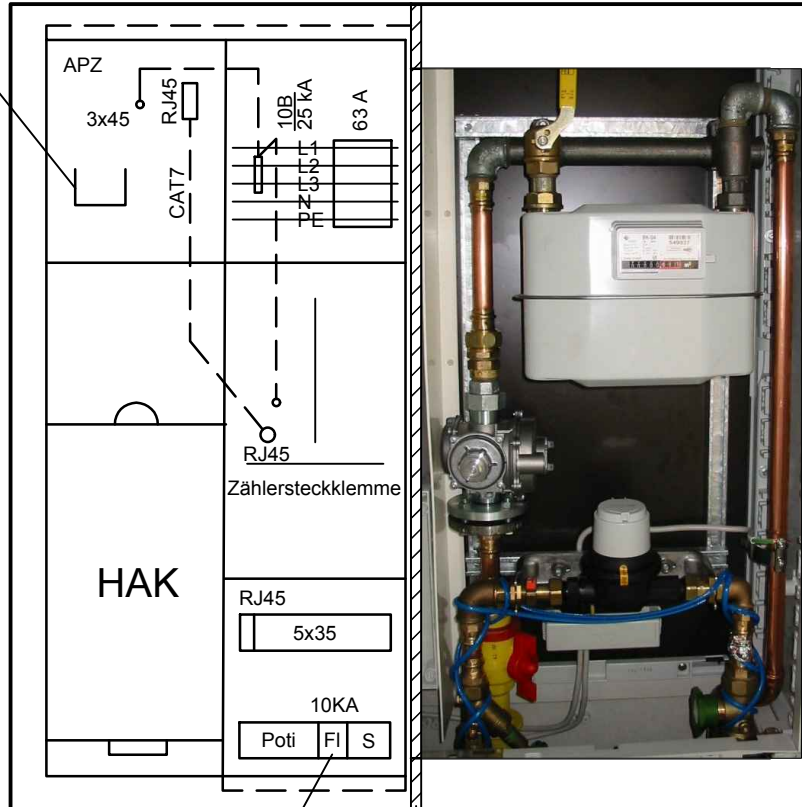 APZ
3x45
RJ45
CAT7
10B
25 kA
63 A
L1
L2
L3
N
PE
RJ45
Zählersteckklemme
HAK
RJ45
5x35
10KA
Poti
FI
S